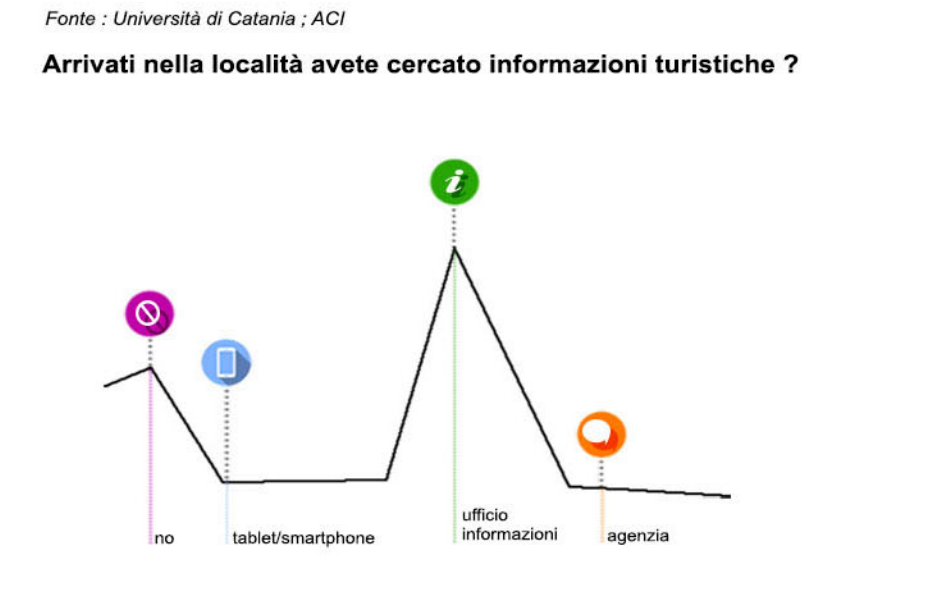 Fonte : Università di Catania ; ACI
Arrivati nella località avete cercato informazioni turistiche ?
no
tablet/smartphone
ufficio
informazioni
agenzia